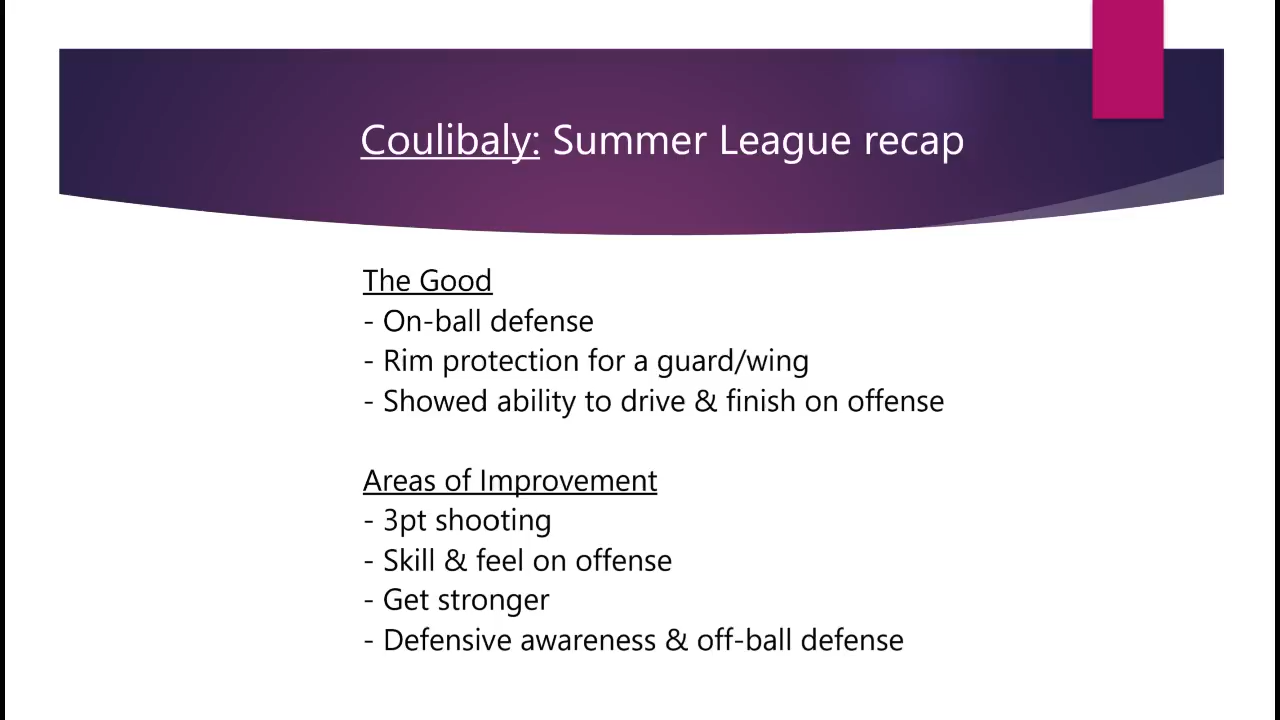 Coulibaly: Summer League recap
The Good
- On-ball defense
- Rim protection for a guard/wing
- Showed ability to drive & finish on offense
Areas of Improvement
- 3pt shooting
- Skill & feel on offense
- Get stronger
- Defensive awareness & off-ball defense